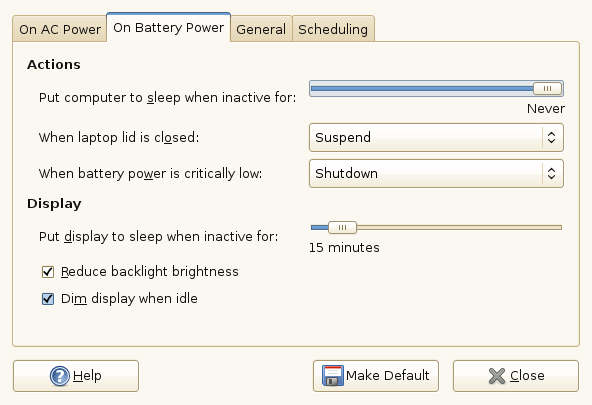 On AC Power
On Battery Power
General
Scheduling
Actions
Put computer to sleep when inactive for:
Never
When laptop lid is closed:
Suspend
When battery power is critically low:
Shutdown
Display
Put display to sleep when inactive for:
15 minutes
Reduce backlight brightness
Dim display when idle
Help
Make Default
Close